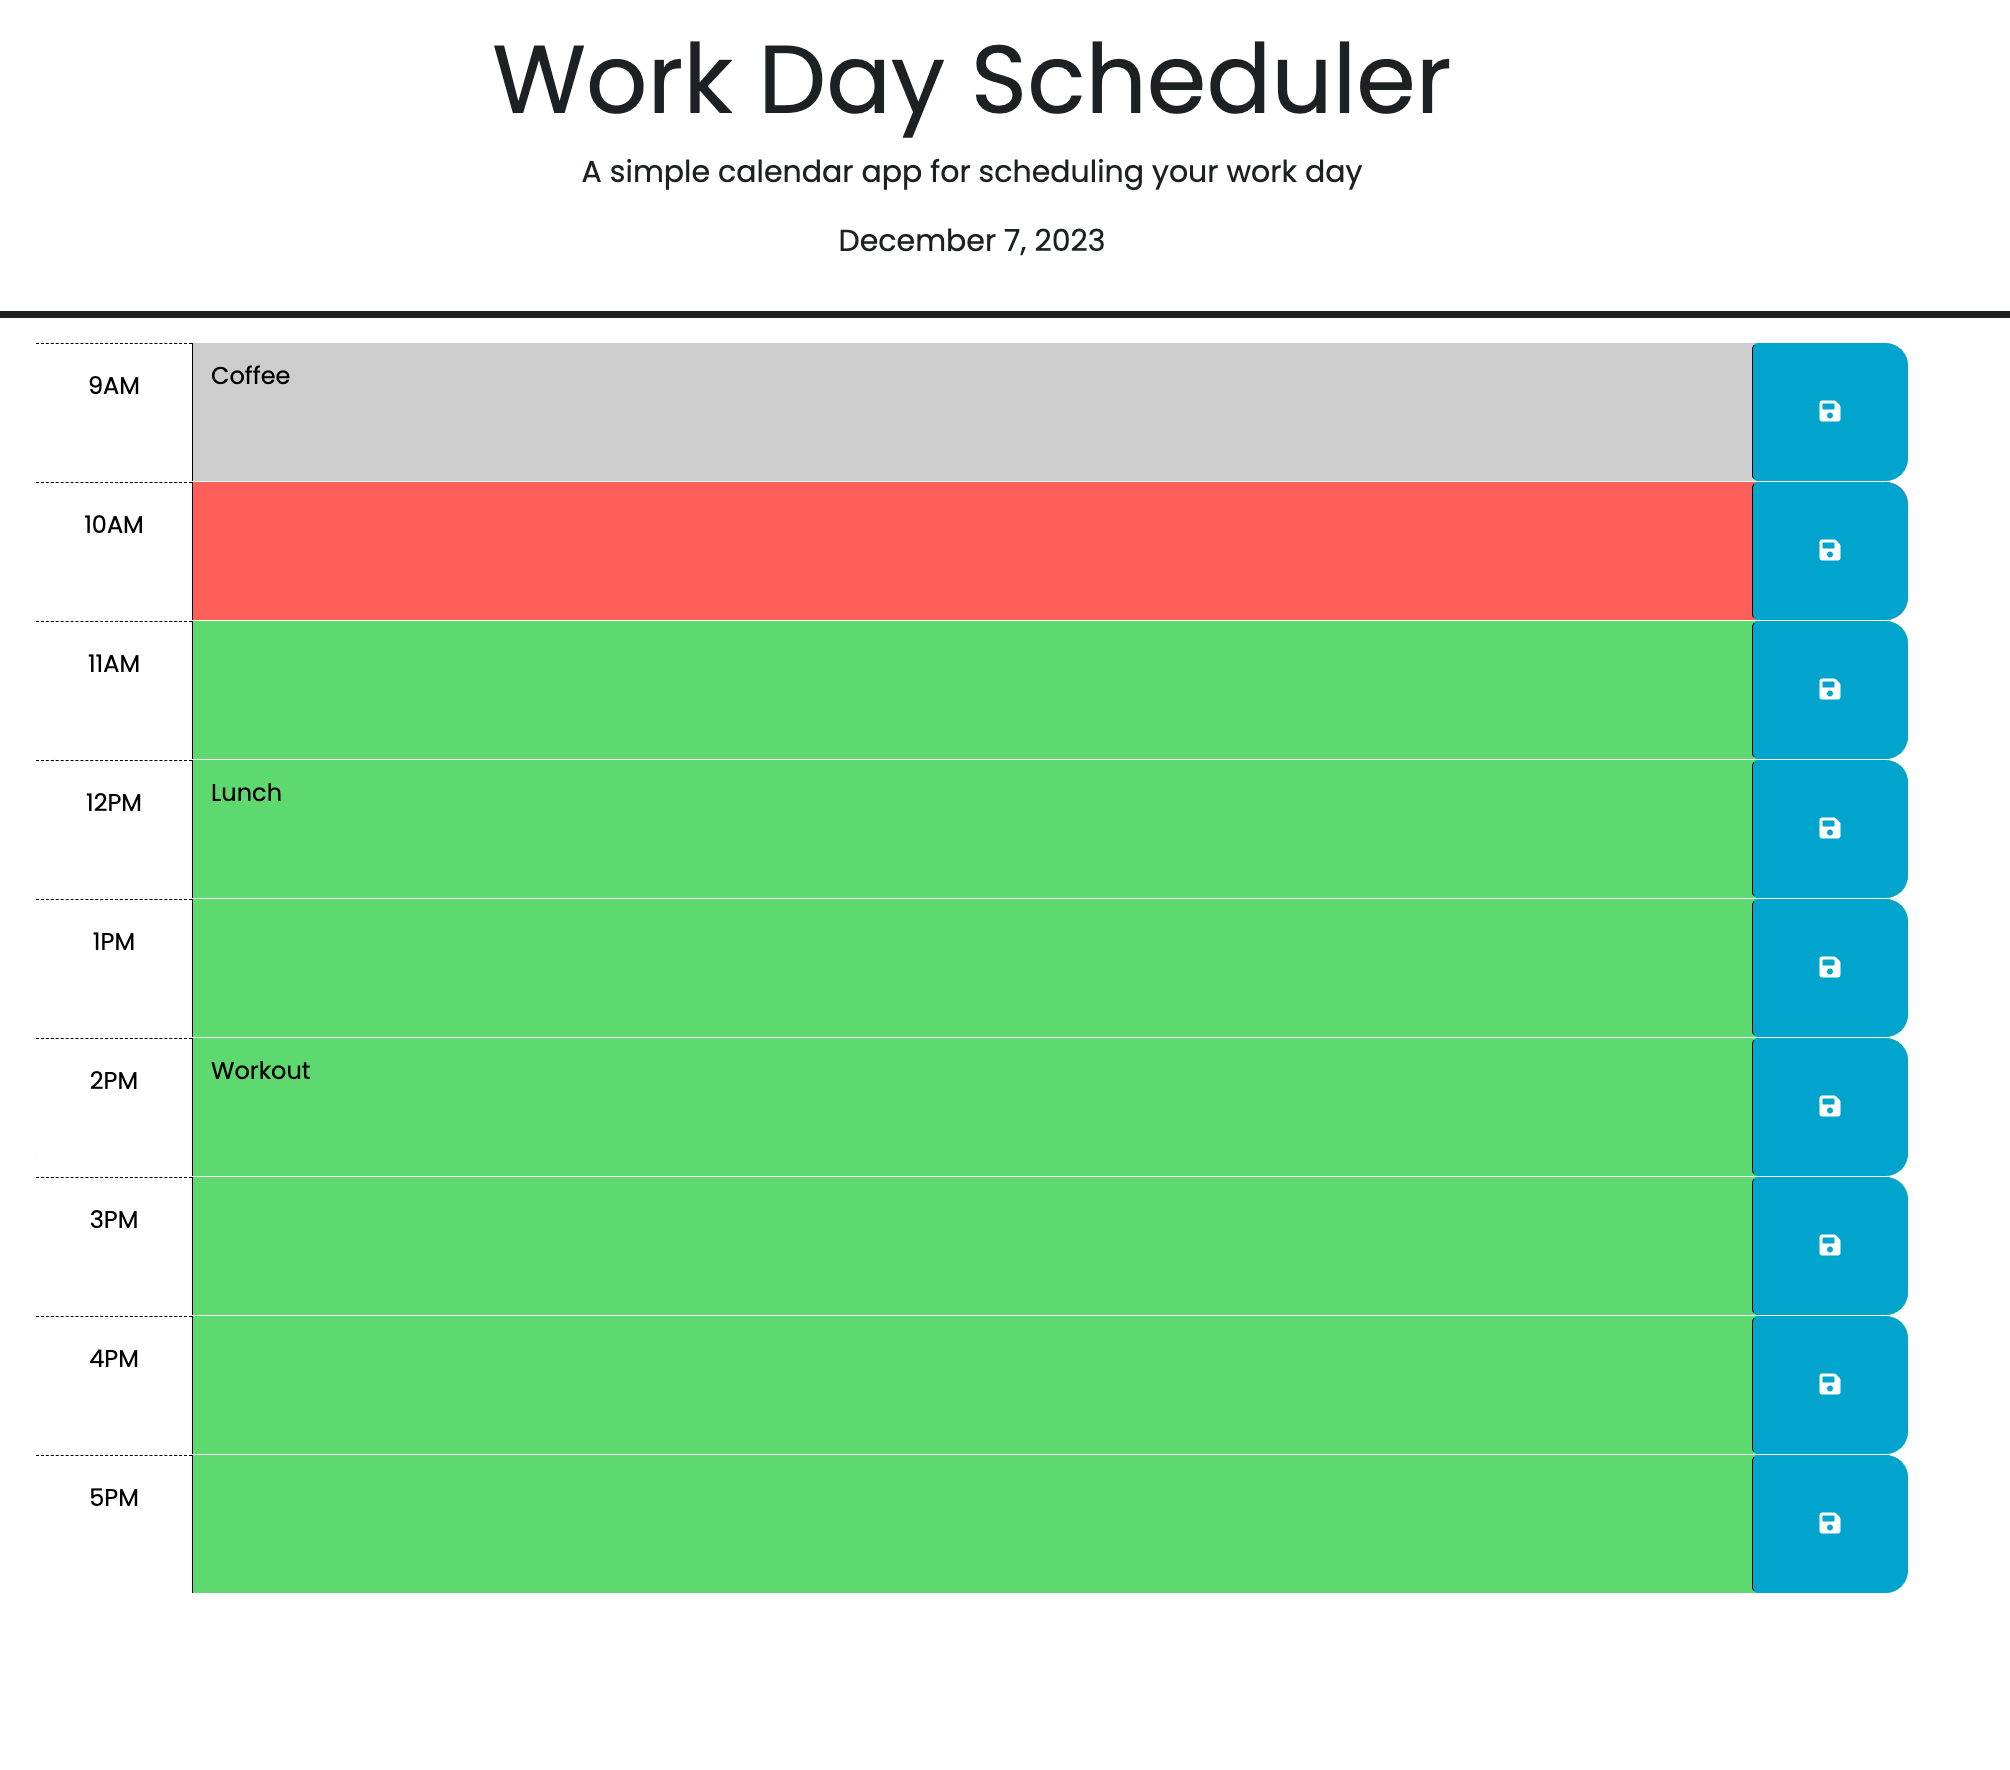 Work Day Scheduler
A simple calendar app for scheduling your work day
December 7, 2023
9AM
Coffee
10AM
11AM
12PM
Lunch
1PM
2PM
Workout
3PM
4PM
5PM